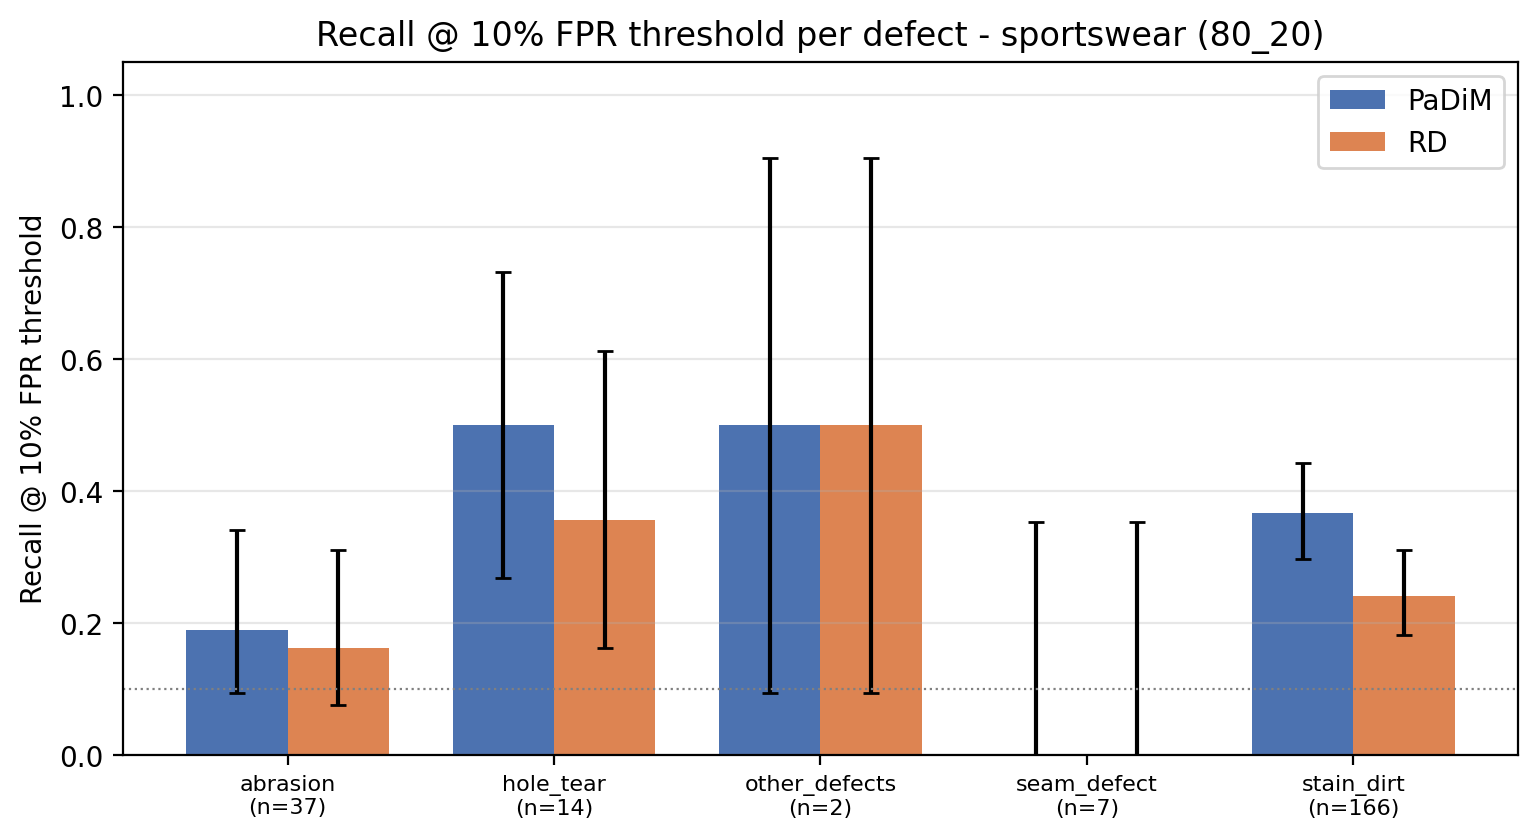 Recall @ 10% FPR threshold per defect - sportswear (80_20)
PaDiM
RD
Recall @ 10% FPR threshold
1.0
0.8
0.6
0.4
0.2
0.0
abrasion
(n=37)
hole_tear
(n=14)
other_defects
(n=2)
seam_defect
(n=7)
stain_dirt
(n=166)